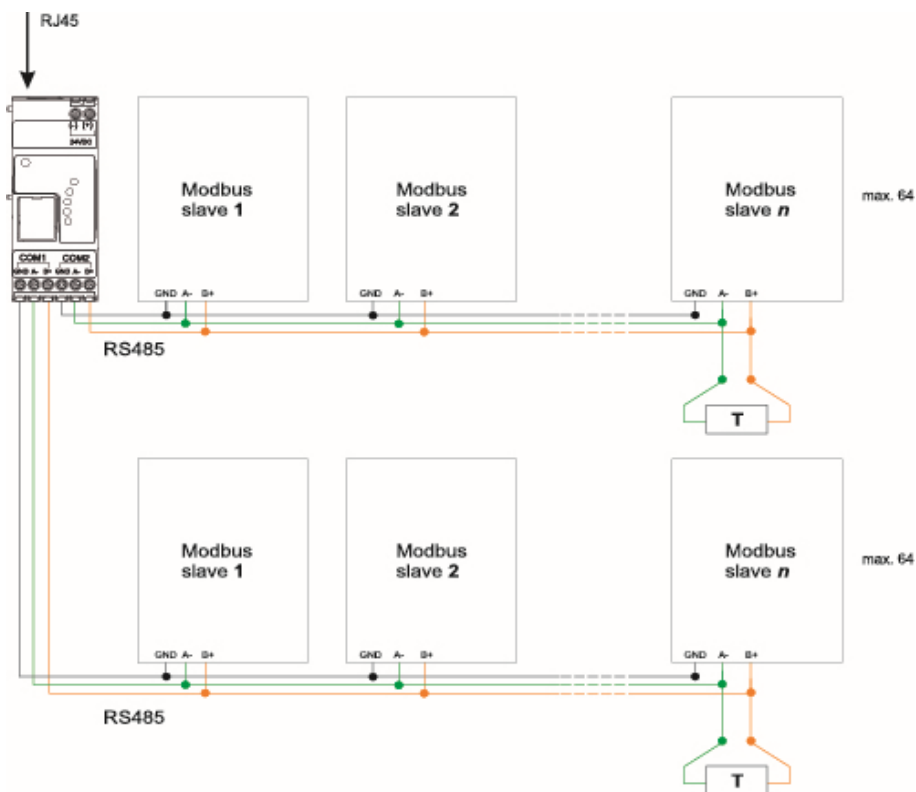 RJ45
(-) (+)
24VDC
COM1 COM2
GND A- B+ GND A- B+
Modbus
slave 1
Modbus
slave 2
Modbus
slave n
max. 64
GND A- B+
GND A- B+
GND A- B+
RS485
T
Modbus
slave 1
Modbus
slave 2
Modbus
slave n
max. 64
GND A- B+
GND A- B+
GND A- B+
RS485
T